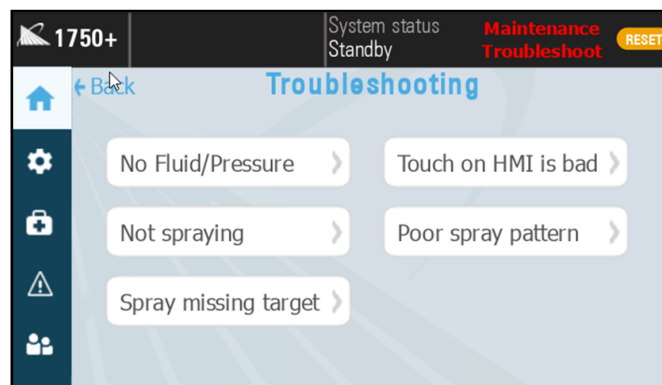 1750+
System status
Standby
Maintenance
Troubleshoot
RESET
Back
Troubleshooting
No Fluid/Pressure
Touch on HMI is bad
Not spraying
Poor spray pattern
Spray missing target